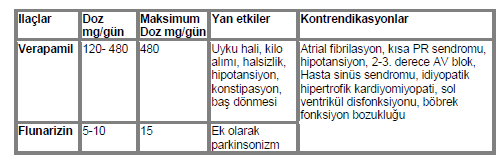 İlaçlar
Doz
mg/gün
Maksimum
Doz mg/gün
Yan etkiler
Kontrendikasyonlar
Verapamil
120- 480
480
Uyku hali, kilo
alımı, halsizlik,
hipotansiyon,
konstipasyon,
baş dönmesi
Atrial fibrilasyon, kısa PR sendromu,
hipotansiyon, 2-3. derece AV blok,
Hasta sinüs sendromu, idiyopatik
hipertrofik kardiyomiyopati, sol
ventrikül disfonksiyonu, böbrek
fonksiyon bozukluğu
Flunarizin
5-10
15
Ek olarak
parkinsonizm